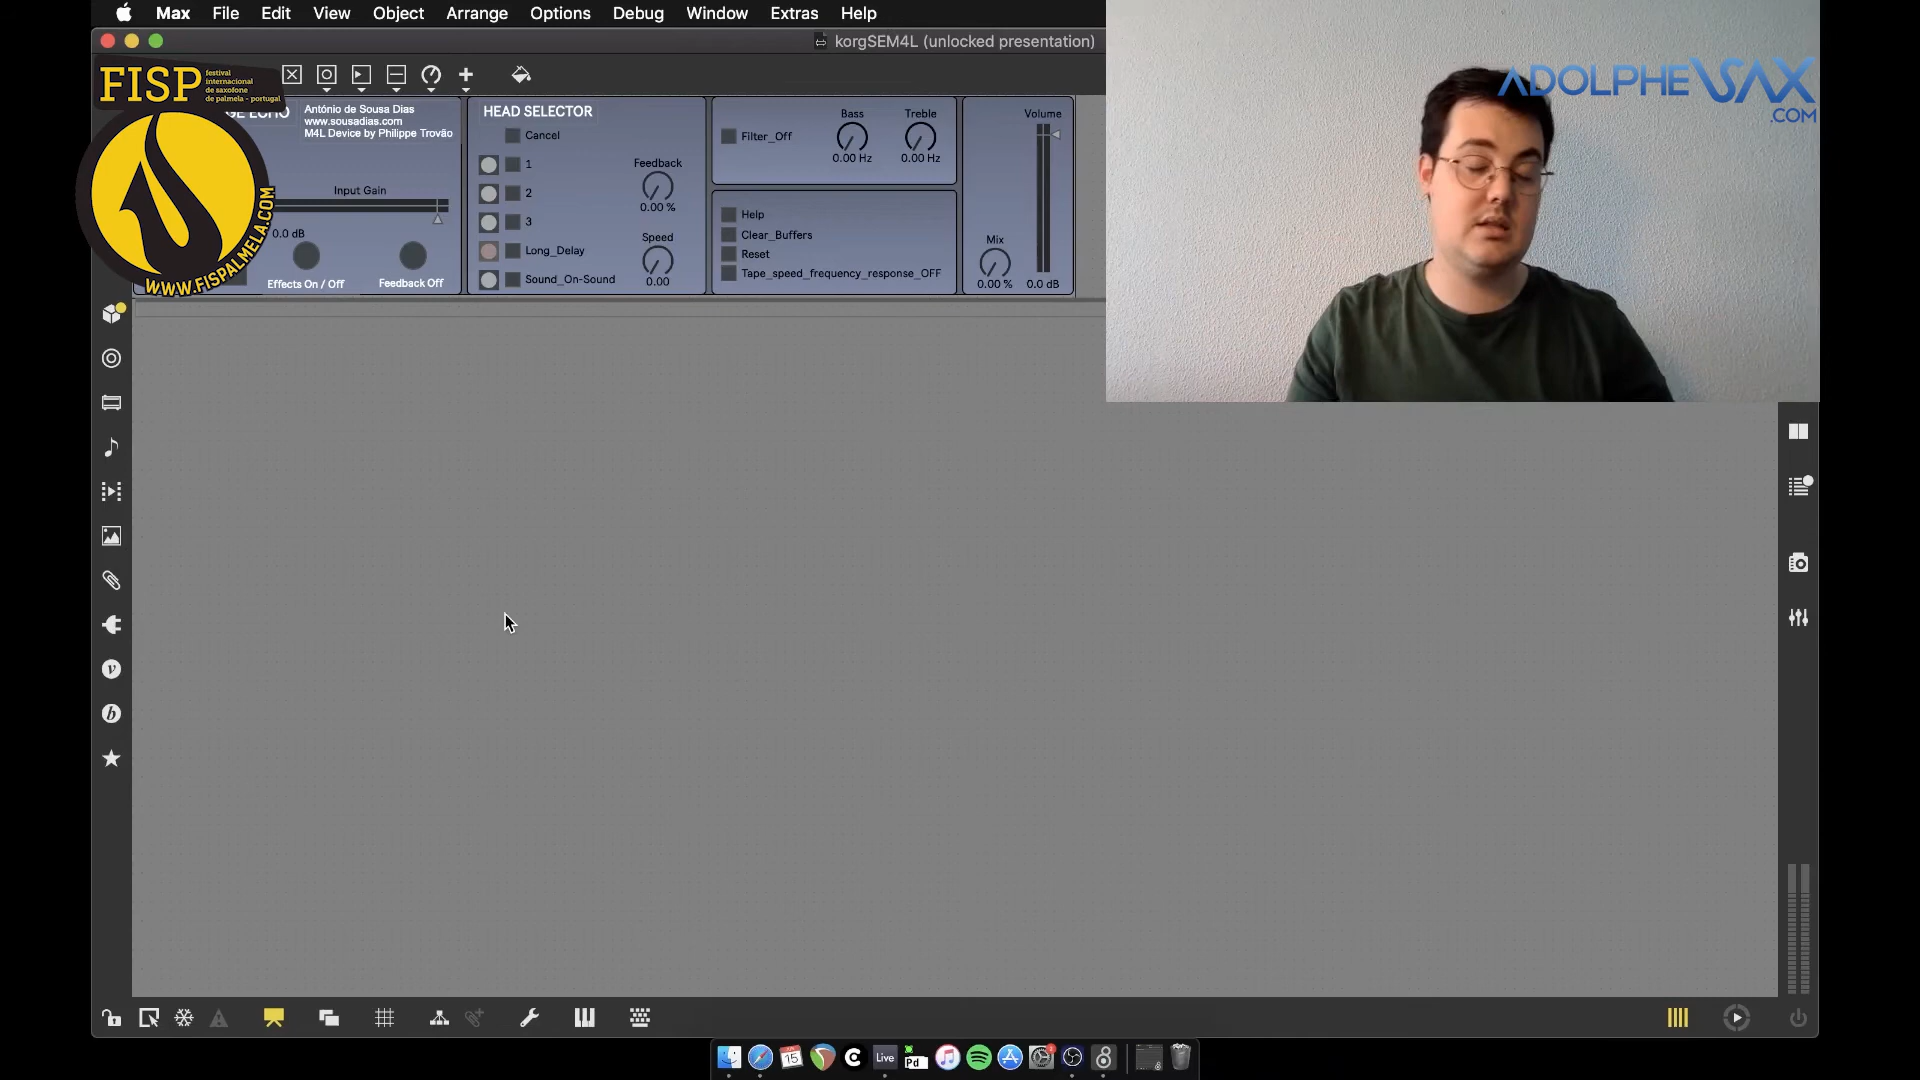 Max File Edit View Object Arrange Options Debug Window Extras Help
korgSEM4L (unlocked presentation)
FISP festival
internacional
de saxofone
de palmela - portugal
WWW.FISPALMELA.COM
ADOLPHESAX
.COM
ECHO
António de Sousa Dias
www.sousadias.com
M4L Device by Philippe Trovão
Input Gain
0.0 dB
Effects On / Off
Feedback Off
HEAD SELECTOR
Cancel
1
2
3
Long_Delay
Sound_On-Sound
Feedback
0.00 %
Speed
0.00
Filter_Off
Bass
0.00 Hz
Treble
0.00 Hz
Help
Clear_Buffers
Reset
Tape_speed_frequency_response_OFF
Volume
Mix
0.00 %
0.0 dB
15
Live
Pd